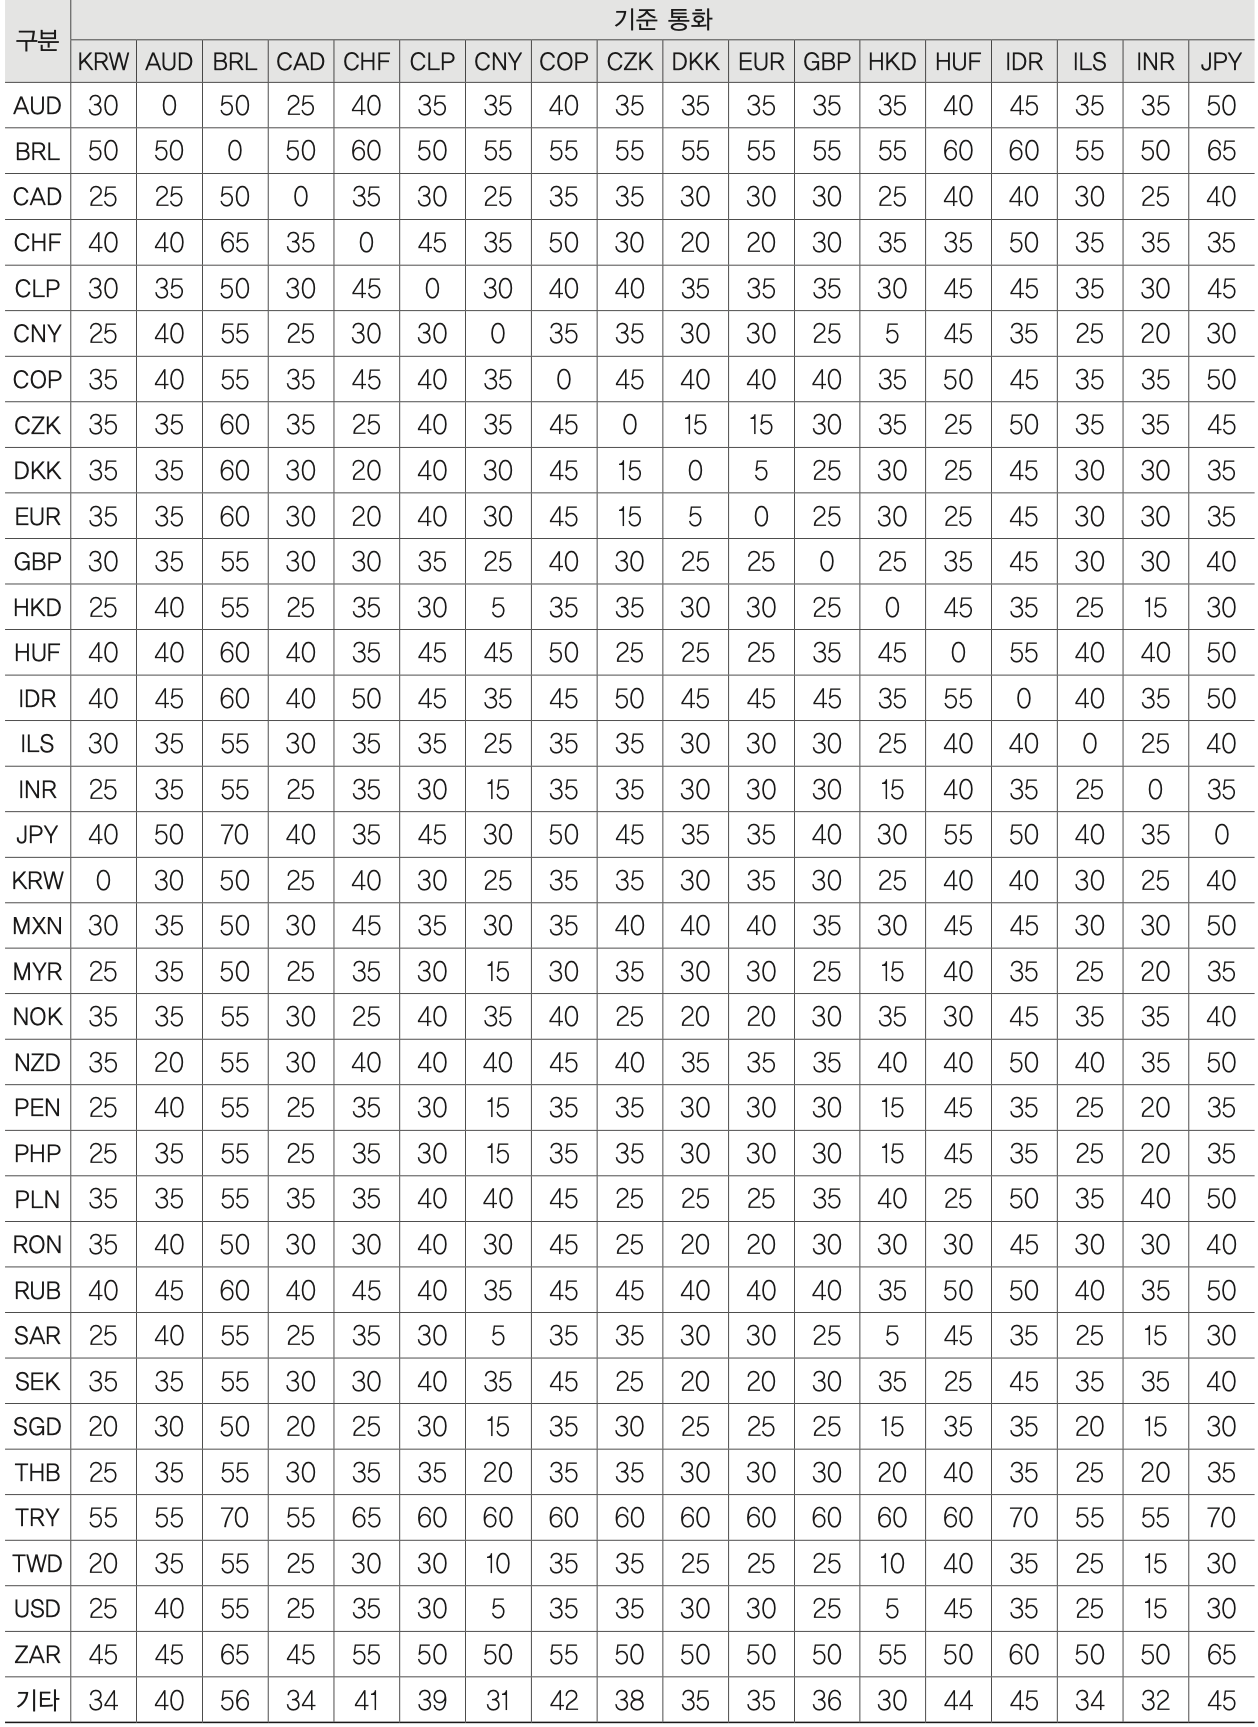 구분 기준 통화
KRW AUD BRL CAD CHF CLP CNY COP CZK DKK EUR GBP HKD HUF IDR ILS INR JPY
AUD 30 0 50 25 40 35 35 40 35 35 35 35 35 40 45 35 35 50
BRL 50 50 0 50 60 50 55 55 55 55 55 55 55 60 60 55 50 65
CAD 25 25 50 0 35 30 25 35 35 30 30 30 25 40 40 30 25 40
CHF 40 40 65 35 0 45 35 50 30 20 20 30 35 35 50 35 35 35
CLP 30 35 50 30 45 0 30 40 40 35 35 35 30 45 45 35 30 45
CNY 25 40 55 25 30 30 0 35 35 30 30 25 5 45 35 25 20 30
COP 35 40 55 35 45 40 35 0 45 40 40 40 35 50 45 35 35 50
CZK 35 35 60 35 25 40 35 45 0 15 15 30 35 25 50 35 35 45
DKK 35 35 60 30 20 40 30 45 15 0 5 25 30 25 45 30 30 35
EUR 35 35 60 30 20 40 30 45 15 5 0 25 30 25 45 30 30 35
GBP 30 35 55 30 30 35 25 40 30 25 25 0 25 35 45 30 30 40
HKD 25 40 55 25 35 30 5 35 35 30 30 25 0 45 35 25 15 30
HUF 40 40 60 40 35 45 45 50 25 25 25 35 45 0 55 40 40 50
IDR 40 45 60 40 50 45 35 45 50 45 45 45 35 55 0 40 35 50
ILS 30 35 55 30 35 35 25 35 35 30 30 30 25 40 40 0 25 40
INR 25 35 55 25 35 30 15 35 35 30 30 30 15 40 35 25 0 35
JPY 40 50 70 40 35 45 30 50 45 35 35 40 30 55 50 40 35 0
KRW 0 30 50 25 40 30 25 35 35 30 35 30 25 40 40 30 25 40
MXN 30 35 50 30 45 35 30 35 40 40 40 35 30 45 45 30 30 50
MYR 25 35 50 25 35 30 15 30 35 30 30 25 15 40 35 25 20 35
NOK 35 35 55 30 25 40 35 40 25 20 20 30 35 30 45 35 35 40
NZD 35 20 55 30 40 40 40 45 40 35 35 35 40 40 50 40 35 50
PEN 25 40 55 25 35 30 15 35 35 30 30 30 15 45 35 25 20 35
PHP 25 35 55 25 35 30 15 35 35 30 30 30 15 45 35 25 20 35
PLN 35 35 55 35 35 40 40 45 25 25 25 35 40 25 50 35 40 50
RON 35 40 50 30 30 40 30 45 25 20 20 30 30 30 45 30 30 40
RUB 40 45 60 40 45 40 35 45 45 40 40 40 35 50 50 40 35 50
SAR 25 40 55 25 35 30 5 35 35 30 30 25 5 45 35 25 15 30
SEK 35 35 55 30 30 40 35 45 25 20 20 30 35 25 45 35 35 40
SGD 20 30 50 20 25 30 15 35 30 25 25 25 15 35 35 20 15 30
THB 25 35 55 30 35 35 20 35 35 30 30 30 20 40 35 25 20 35
TRY 55 55 70 55 65 60 60 60 60 60 60 60 60 60 70 55 55 70
TWD 20 35 55 25 30 30 10 35 35 25 25 25 10 40 35 25 15 30
USD 25 40 55 25 35 30 5 35 35 30 30 25 5 45 35 25 15 30
ZAR 45 45 65 45 55 50 50 55 50 50 50 50 50 50 60 50 50 65
기타 34 40 56 34 41 39 31 42 38 35 35 36 30 44 45 34 32 45